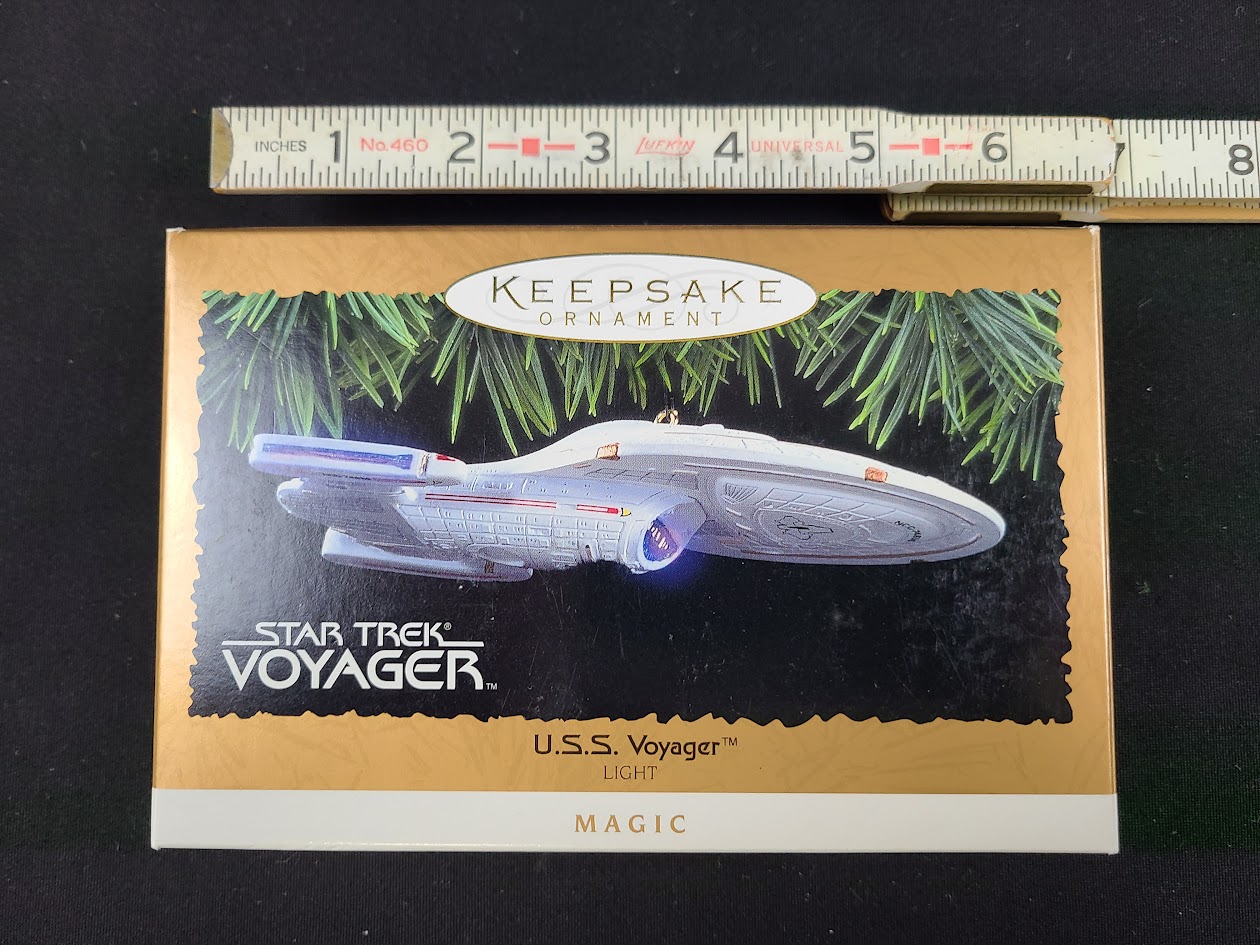 INCHES 1 No.460 2 3 LUFKIN 4 UNIVERSAL 5 6 7 8
KEEPSAKE
ORNAMENT
STAR TREK®
VOYAGER™
U.S.S. Voyager™
LIGHT
MAGIC